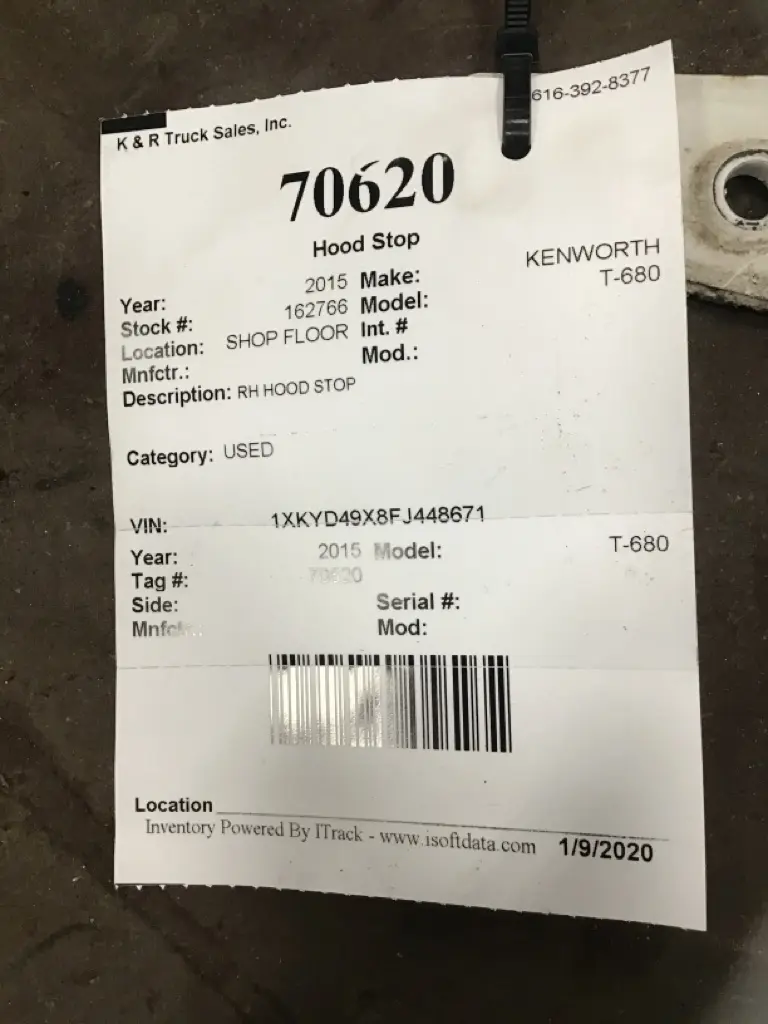 K & R Truck Sales, Inc. 616-392-8377
70620
Hood Stop
Year: 2015 Make: KENWORTH
Stock #: 162766 Model: T-680
Location: SHOP FLOOR Int. #
Mnfctr.: Mod.:
Description: RH HOOD STOP
Category: USED
VIN: 1XKYD49X8FJ448671
Year: 2015 Model: T-680
Tag #: 70620
Side: Serial #:
Mnfctr.: Mod:
Location
Inventory Powered By ITrack - www.isoftdata.com 1/9/2020